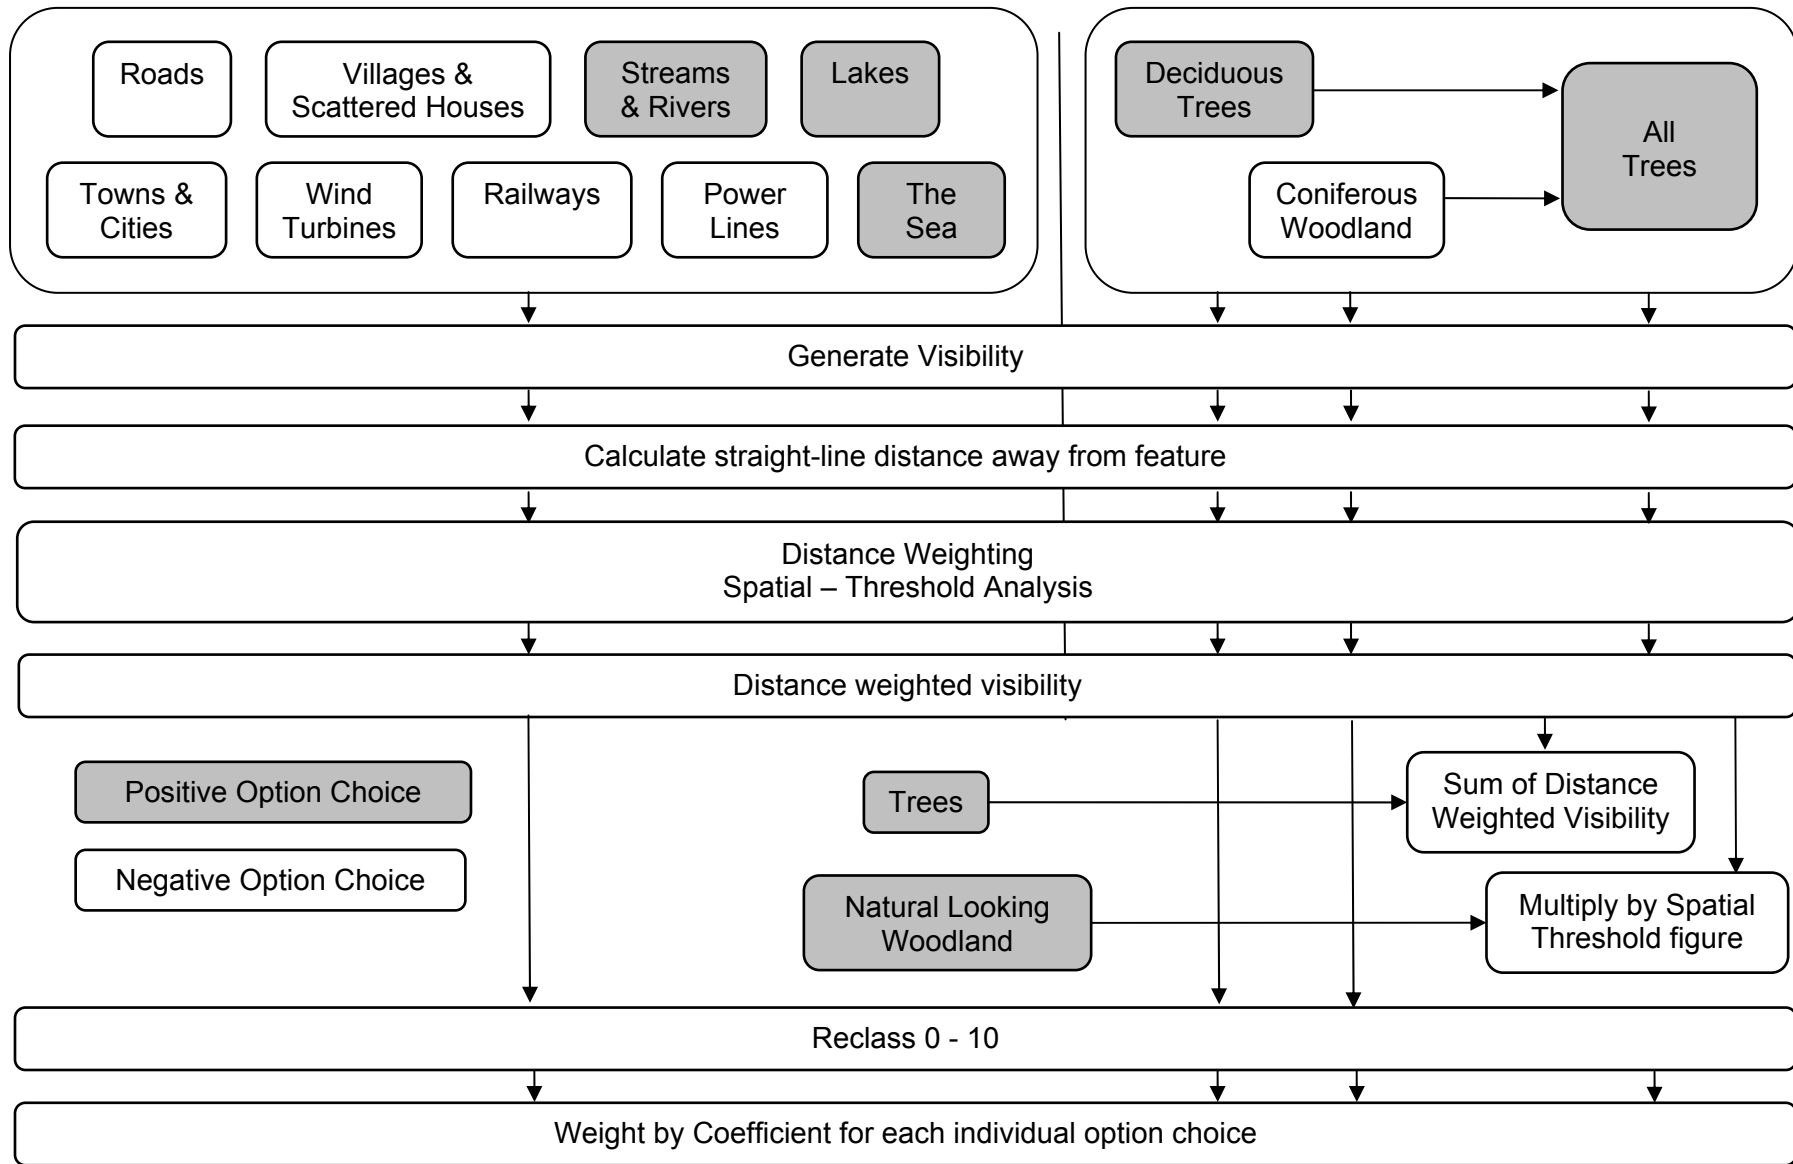 Roads
Villages &
Scattered Houses
Streams
& Rivers
Lakes
Towns &
Cities
Wind
Turbines
Railways
Power
Lines
The
Sea
Deciduous
Trees
Coniferous
Woodland
All
Trees
Generate Visibility
Calculate straight-line distance away from feature
Distance Weighting
Spatial – Threshold Analysis
Distance weighted visibility
Positive Option Choice
Negative Option Choice
Trees
Sum of Distance
Weighted Visibility
Natural Looking
Woodland
Multiply by Spatial
Threshold figure
Reclass 0 - 10
Weight by Coefficient for each individual option choice